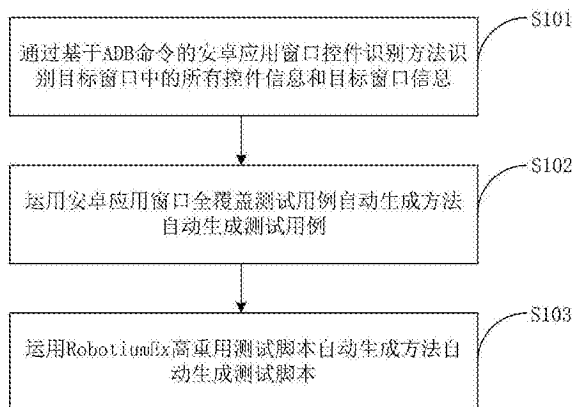 S101
通过基于ADB命令的安卓应用窗口控件识别方法识
别目标窗口中的所有控件信息和目标窗口信息
S102
运用安卓应用窗口全覆盖测试用例自动生成方法
自动生成测试用例
S103
运用RobotiumEx高重用测试脚本自动生成方法自
动生成测试脚本